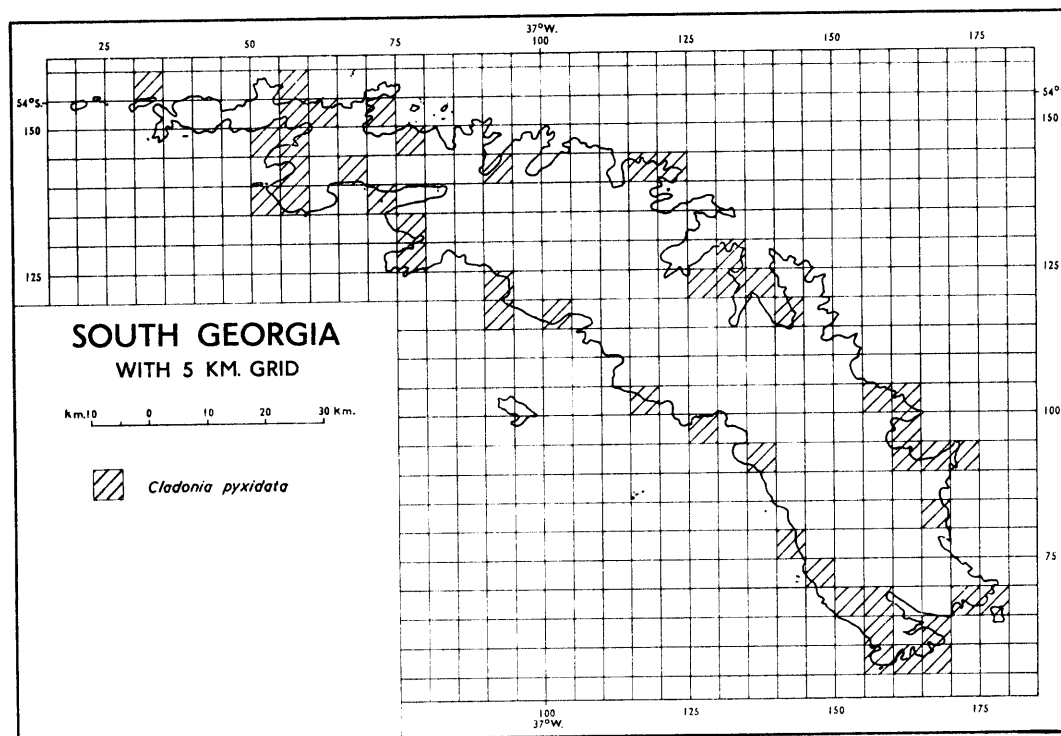 37°W.
25 50 75 100 125 150 175
54°S.
54°S
150
150
125
125
SOUTH GEORGIA
WITH 5 KM. GRID
km.10 0 10 20 30 km.
100
Cladonia pyxidata
75
100 125 150 175
37°W.